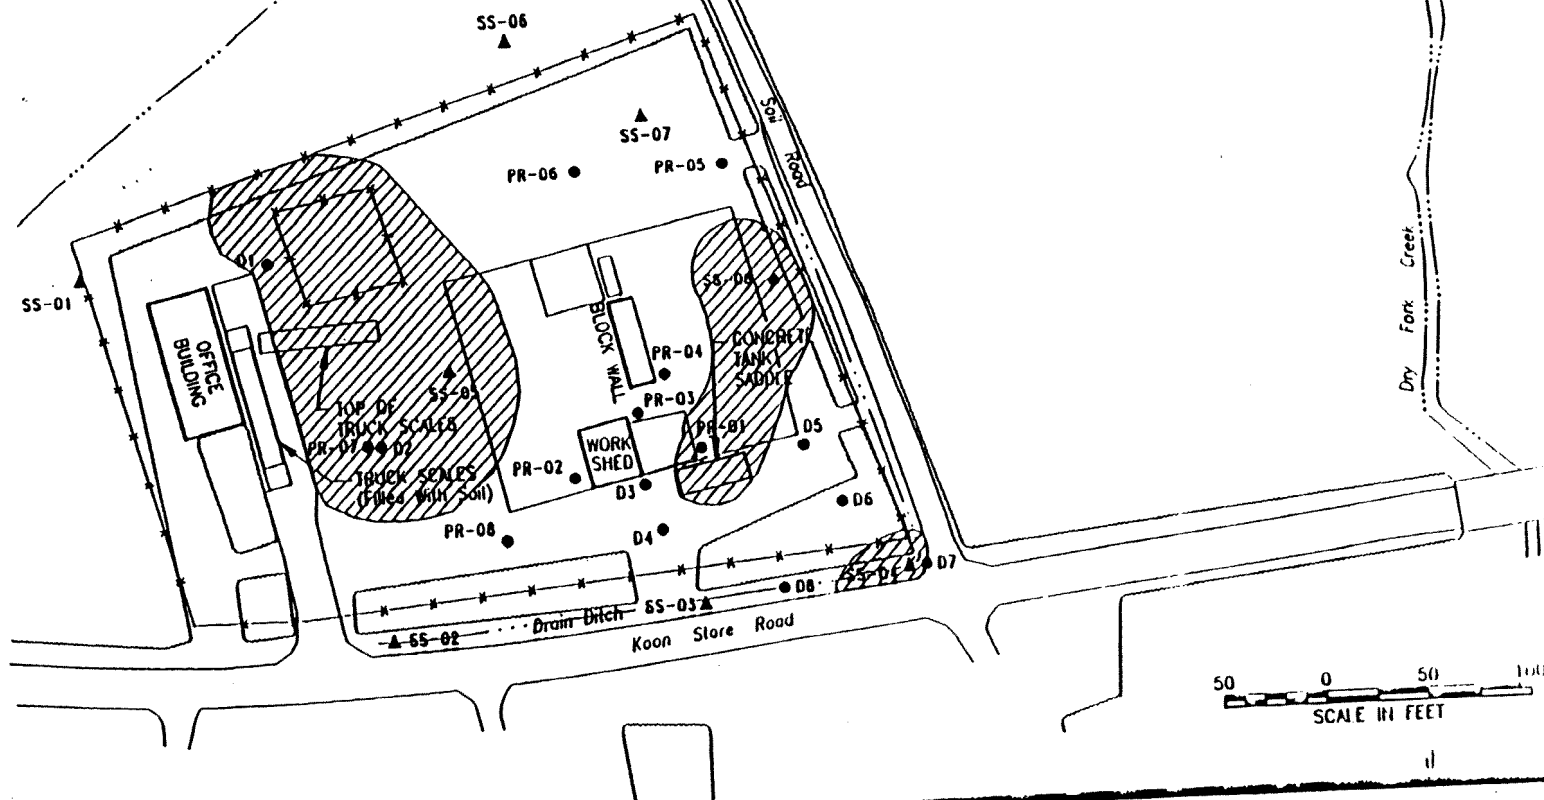 SS-06
SS-07
PR-06
PR-05
Soil Road
D1
SS-01
SS-08
Dry Fork Creek
OFFICE
BUILDING
BLOCK WALL
CONCRETE
TANK
SADDLE
PR-04
SS-05
PR-03
TOP OF
TRUCK SCALES
PR-07
D2
PR-01
D5
WORK
SHED
PR-02
TRUCK SCALES
(Filled With Soil)
D3
D6
PR-08
D4
D7
D8
SS-03
Drain Ditch
SS-02
Koon Store Road
50 0 50 100
SCALE IN FEET